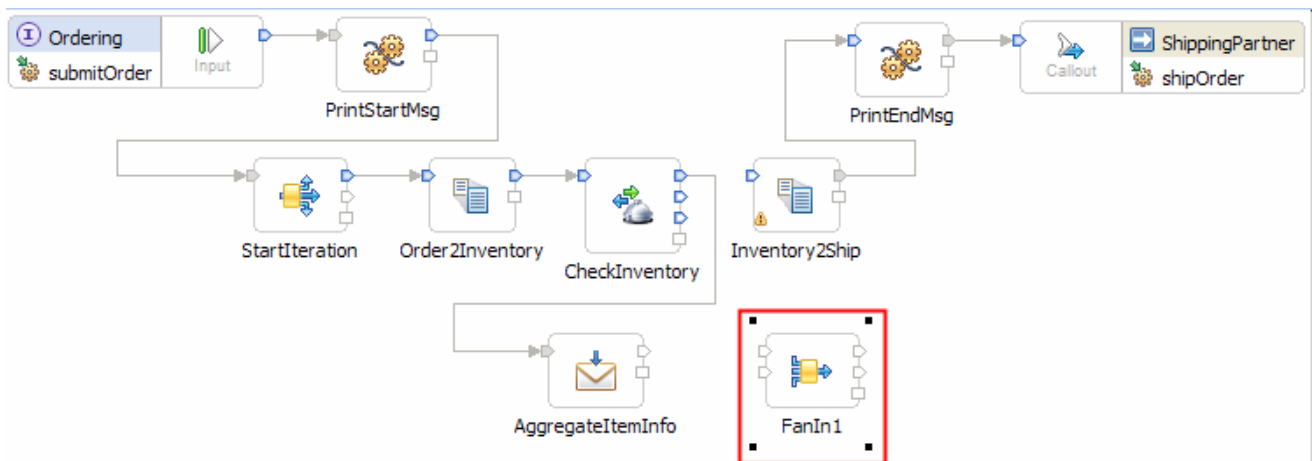 Ordering
submitOrder
Input
PrintStartMsg
PrintEndMsg
Callout
ShippingPartner
shipOrder
StartIteration
Order2Inventory
CheckInventory
Inventory2Ship
AggregateItemInfo
FanIn1